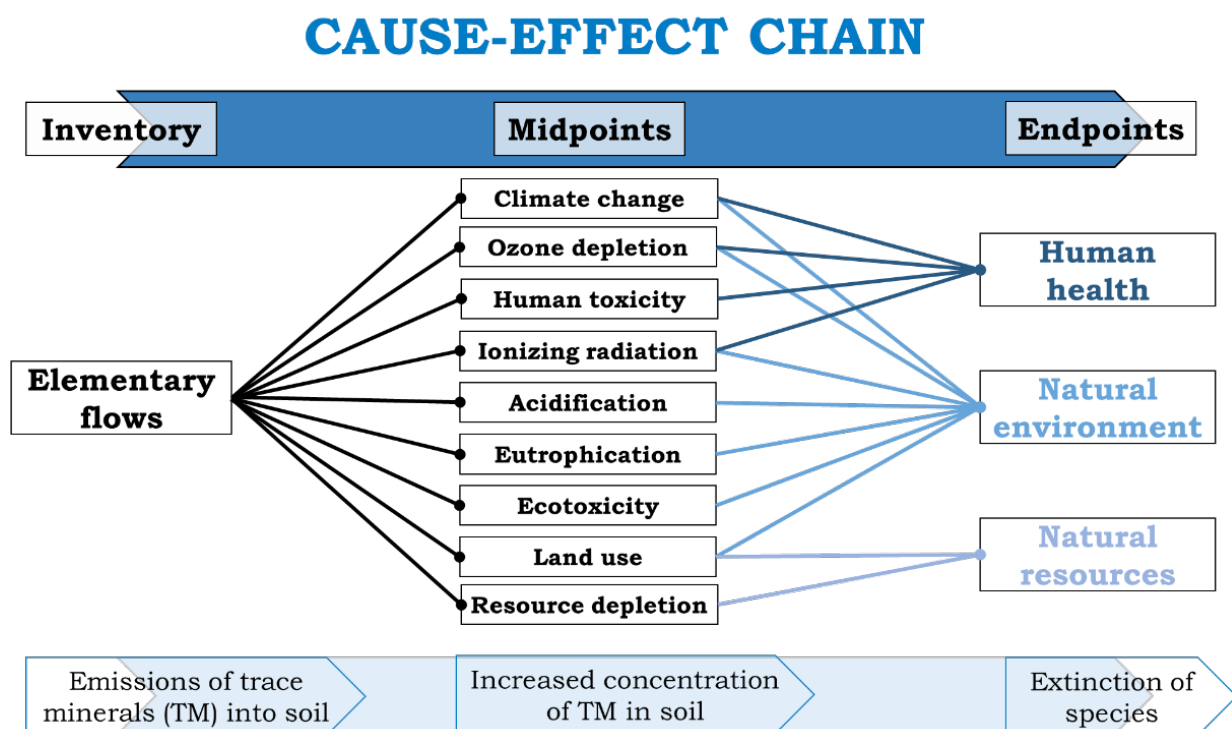 CAUSE-EFFECT CHAIN
Inventory
Midpoints
Endpoints
Climate change
Ozone depletion
Human toxicity
Ionizing radiation
Acidification
Eutrophication
Ecotoxicity
Land use
Resource depletion
Elementary
flows
Human
health
Natural
environment
Natural
resources
Emissions of trace
minerals (TM) into soil
Increased concentration
of TM in soil
Extinction of
species